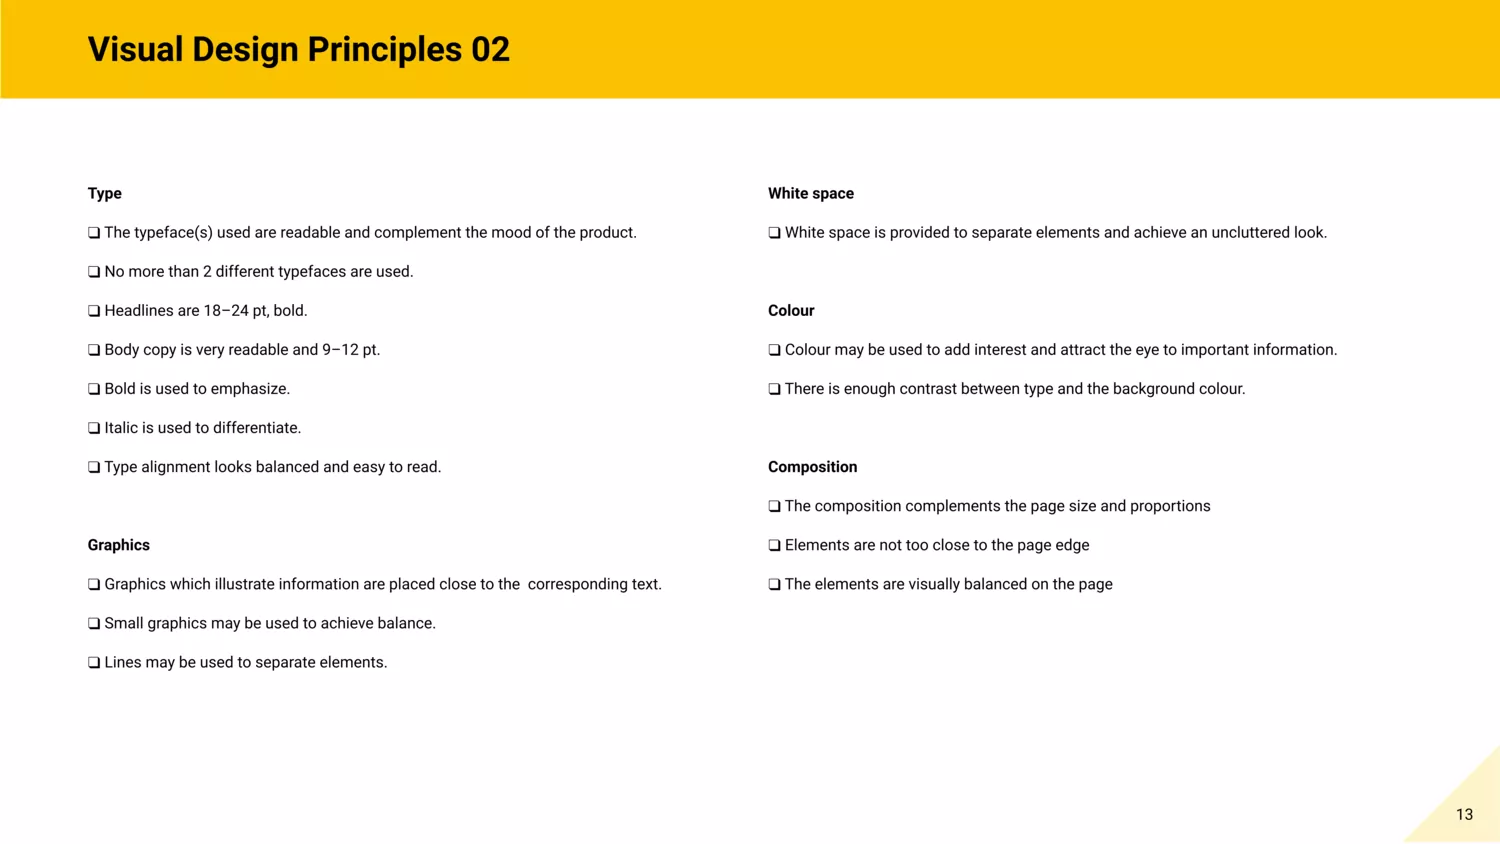 Visual Design Principles 02
Type
❑ The typeface(s) used are readable and complement the mood of the product.
❑ No more than 2 different typefaces are used.
❑ Headlines are 18–24 pt, bold.
❑ Body copy is very readable and 9–12 pt.
❑ Bold is used to emphasize.
❑ Italic is used to differentiate.
❑ Type alignment looks balanced and easy to read.
Graphics
❑ Graphics which illustrate information are placed close to the  corresponding text.
❑ Small graphics may be used to achieve balance.
❑ Lines may be used to separate elements.
White space
❑ White space is provided to separate elements and achieve an uncluttered look.
Colour
❑ Colour may be used to add interest and attract the eye to important information.
❑ There is enough contrast between type and the background colour.
Composition
❑ The composition complements the page size and proportions
❑ Elements are not too close to the page edge
❑ The elements are visually balanced on the page
13